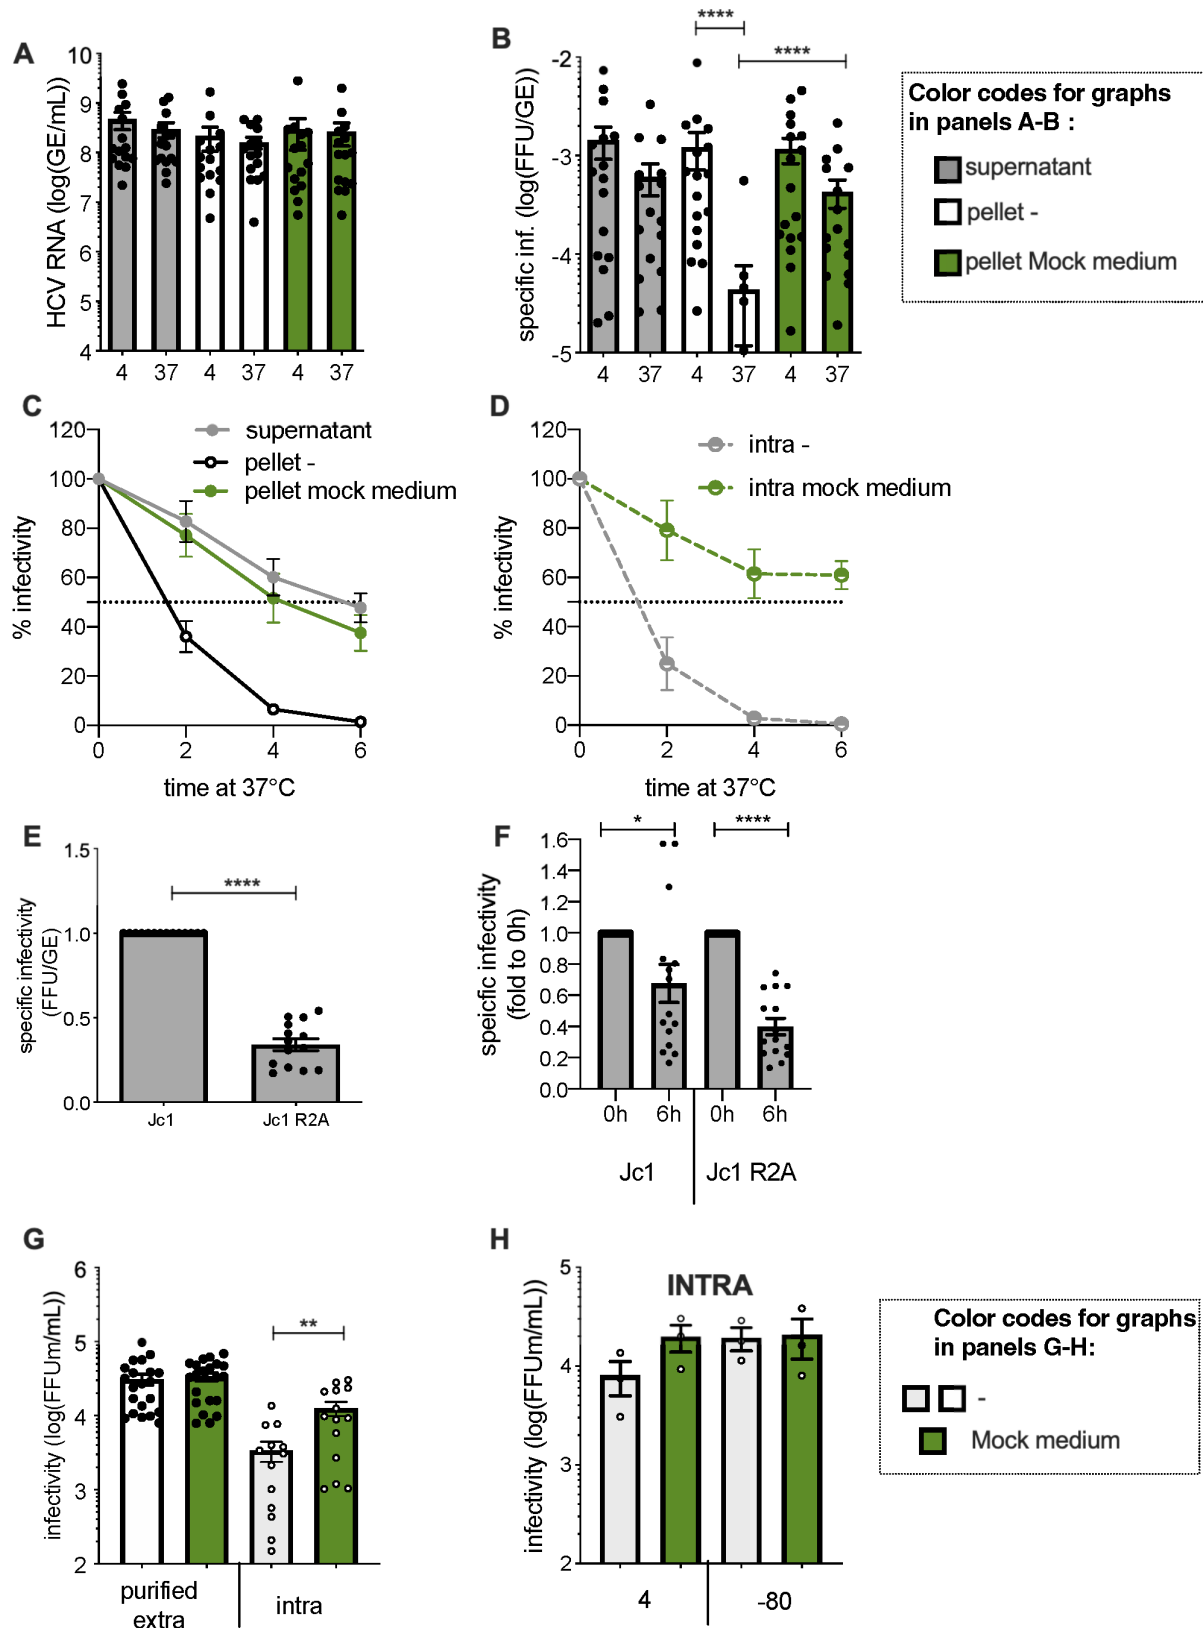 A
HCV RNA (log(GE/mL))
10
9
8
7
6
5
4
4 37 4 37 4 37
B
specific inf. (log(FFU/GE))
****
****
-2
-3
-4
-5
4 37 4 37 4 37
Color codes for graphs
in panels A-B :
supernatant
pellet -
pellet Mock medium
C
% infectivity
120
100
80
60
40
20
0
0 2 4 6
time at 37°C
supernatant
pellet -
pellet mock medium
D
% infectivity
120
100
80
60
40
20
0
0 2 4 6
time at 37°C
intra -
intra mock medium
E
specific infectivity
(FFU/GE)
1.5
1.0
0.5
0.0
****
Jc1 Jc1 R2A
F
speicfic infectivity
(fold to 0h)
1.6
1.4
1.2
1.0
0.8
0.6
0.4
0.2
0.0
* ****
0h 6h 0h 6h
Jc1 Jc1 R2A
G
infectivity (log(FFUm/mL))
6
5
4
3
2
**
purified
extra
intra
H
infectivity (log(FFUm/mL))
5
4
3
2
INTRA
4 -80
Color codes for graphs
in panels G-H:
-
Mock medium